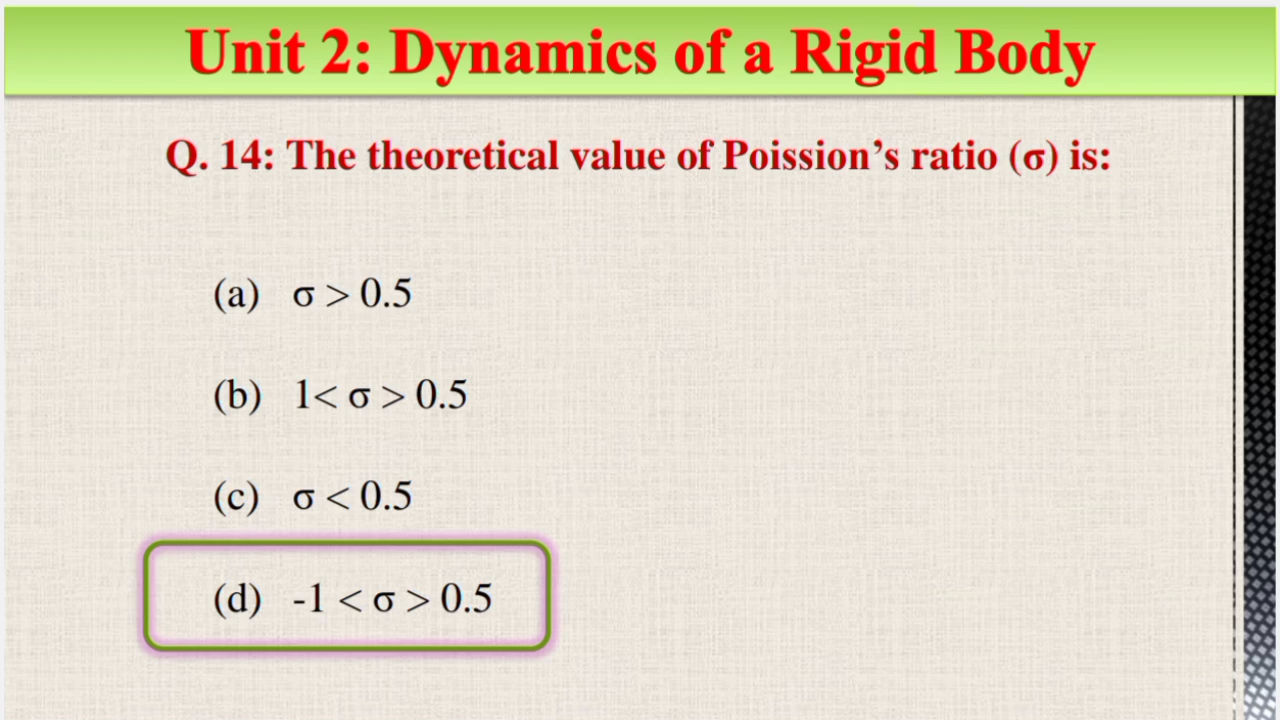 Unit 2: Dynamics of a Rigid Body
Q. 14: The theoretical value of Poission’s ratio (σ) is:
(a) σ > 0.5
(b) 1< σ > 0.5
(c) σ < 0.5
(d) -1 < σ > 0.5